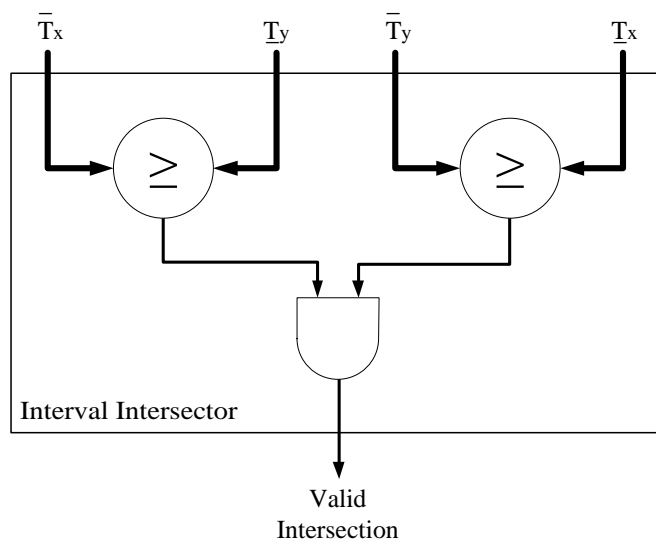 T̄x T̲y T̄y T̲x
≥ ≥
Interval Intersector
Valid
Intersection